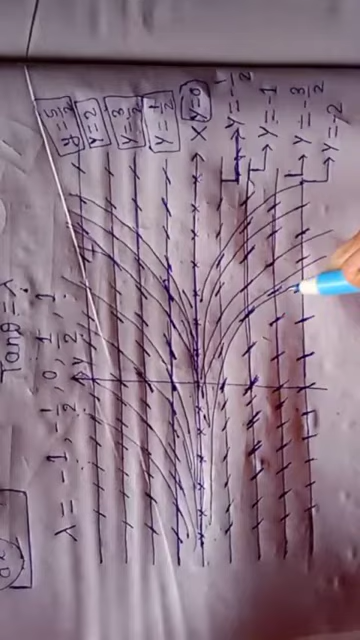 Tanθ = λ
λ = -1, -1/2, 0, 1/2, 1,
Y
y = 5/2
y = 2
y = 3/2
y = 1/2
X
y = 0
y = -1/2
y = -1
y = -3/2
y = -2